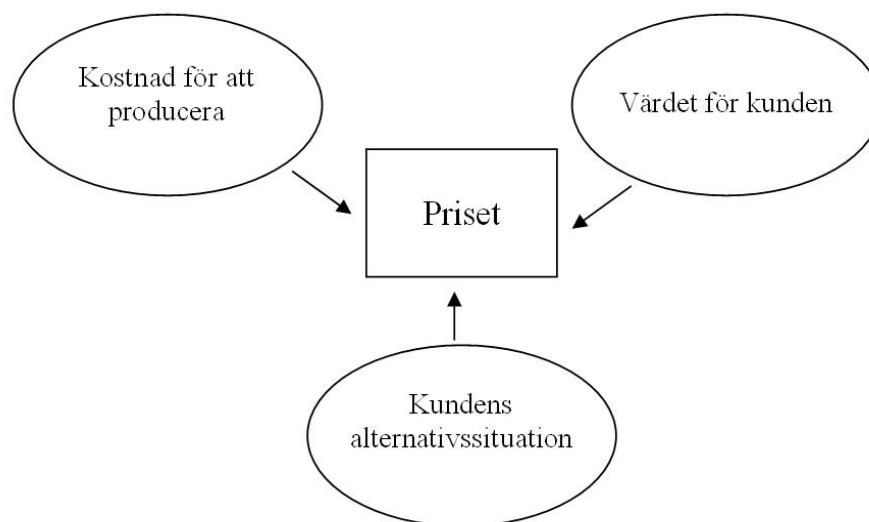 Kostnad för att
producera
Värdet för kunden
Priset
Kundens
alternativssituation